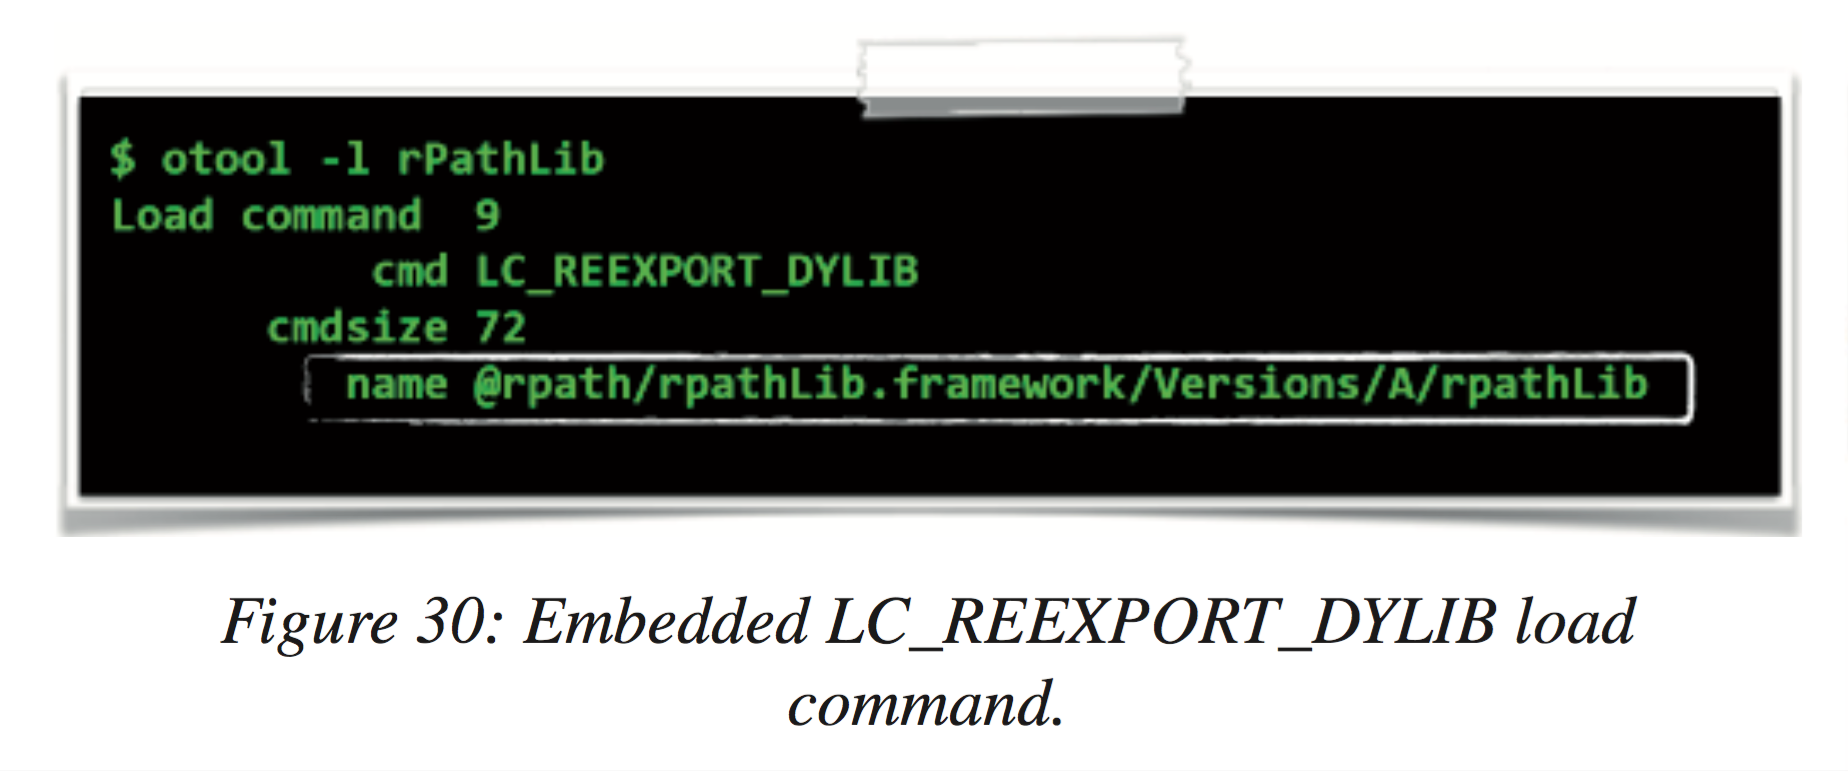 $ otool -l rPathLib
Load command  9
cmd LC_REEXPORT_DYLIB
cmdsize 72
name @rpath/rpathLib.framework/Versions/A/rpathLib
Figure 30: Embedded LC_REEXPORT_DYLIB load
command.